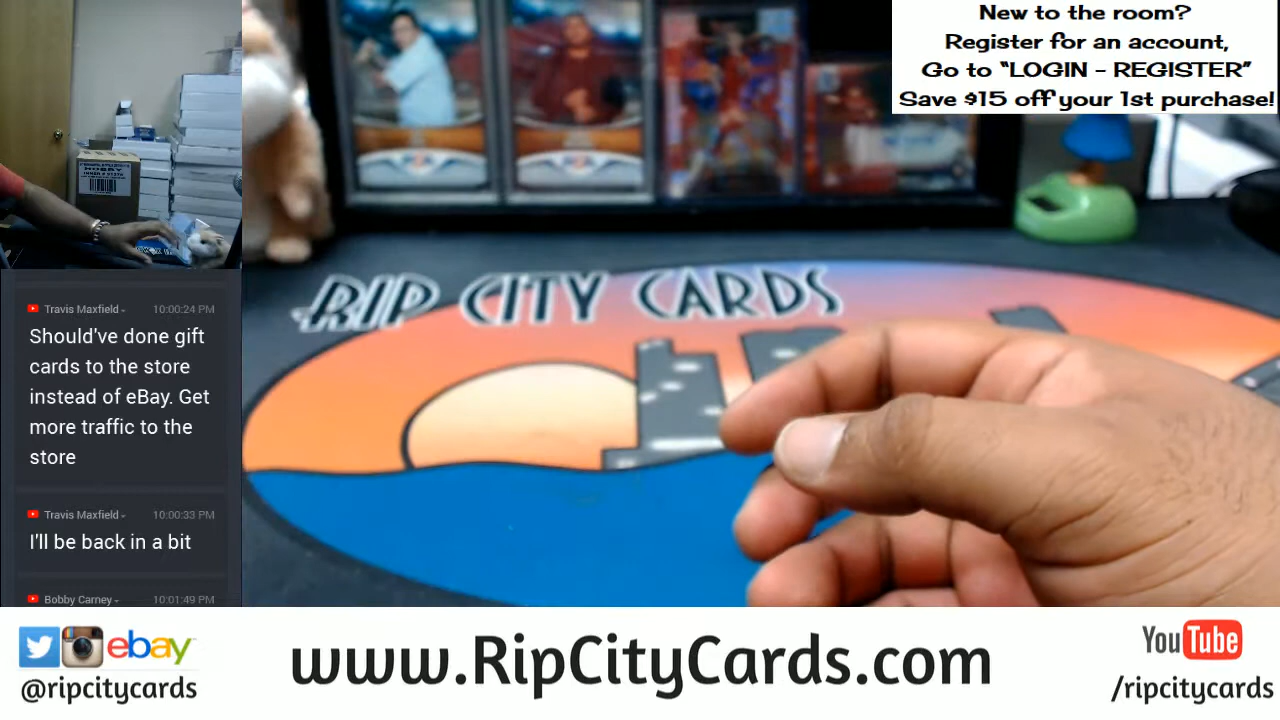 New to the room?
Register for an account,
Go to “LOGIN - REGISTER”
Save $15 off your 1st purchase!
Travis Maxfield
10:00:24 PM
Should've done gift
cards to the store
instead of eBay. Get
more traffic to the
store
Travis Maxfield
10:00:33 PM
I'll be back in a bit
Bobby Carney
10:01:49 PM
RIP CITY CARDS
ebay
@ripcitycards
www.RipCityCards.com
YouTube
/ripcitycards